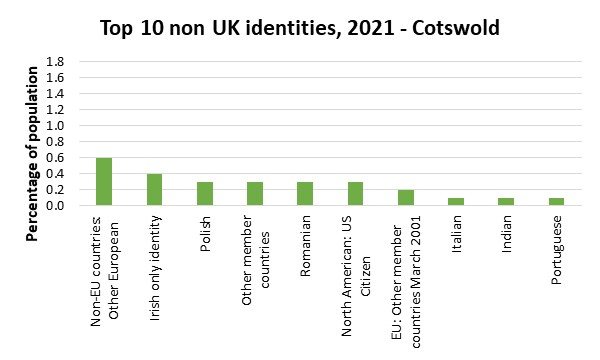 Top 10 non UK identities, 2021 - Cotswold
Percentage of population
1.8
1.6
1.4
1.2
1.0
0.8
0.6
0.4
0.2
0.0
Non-EU countries:
Other European
Irish only identity
Polish
Other member
countries
Romanian
North American: US
Citizen
EU: Other member
countries March 2001
Italian
Indian
Portuguese